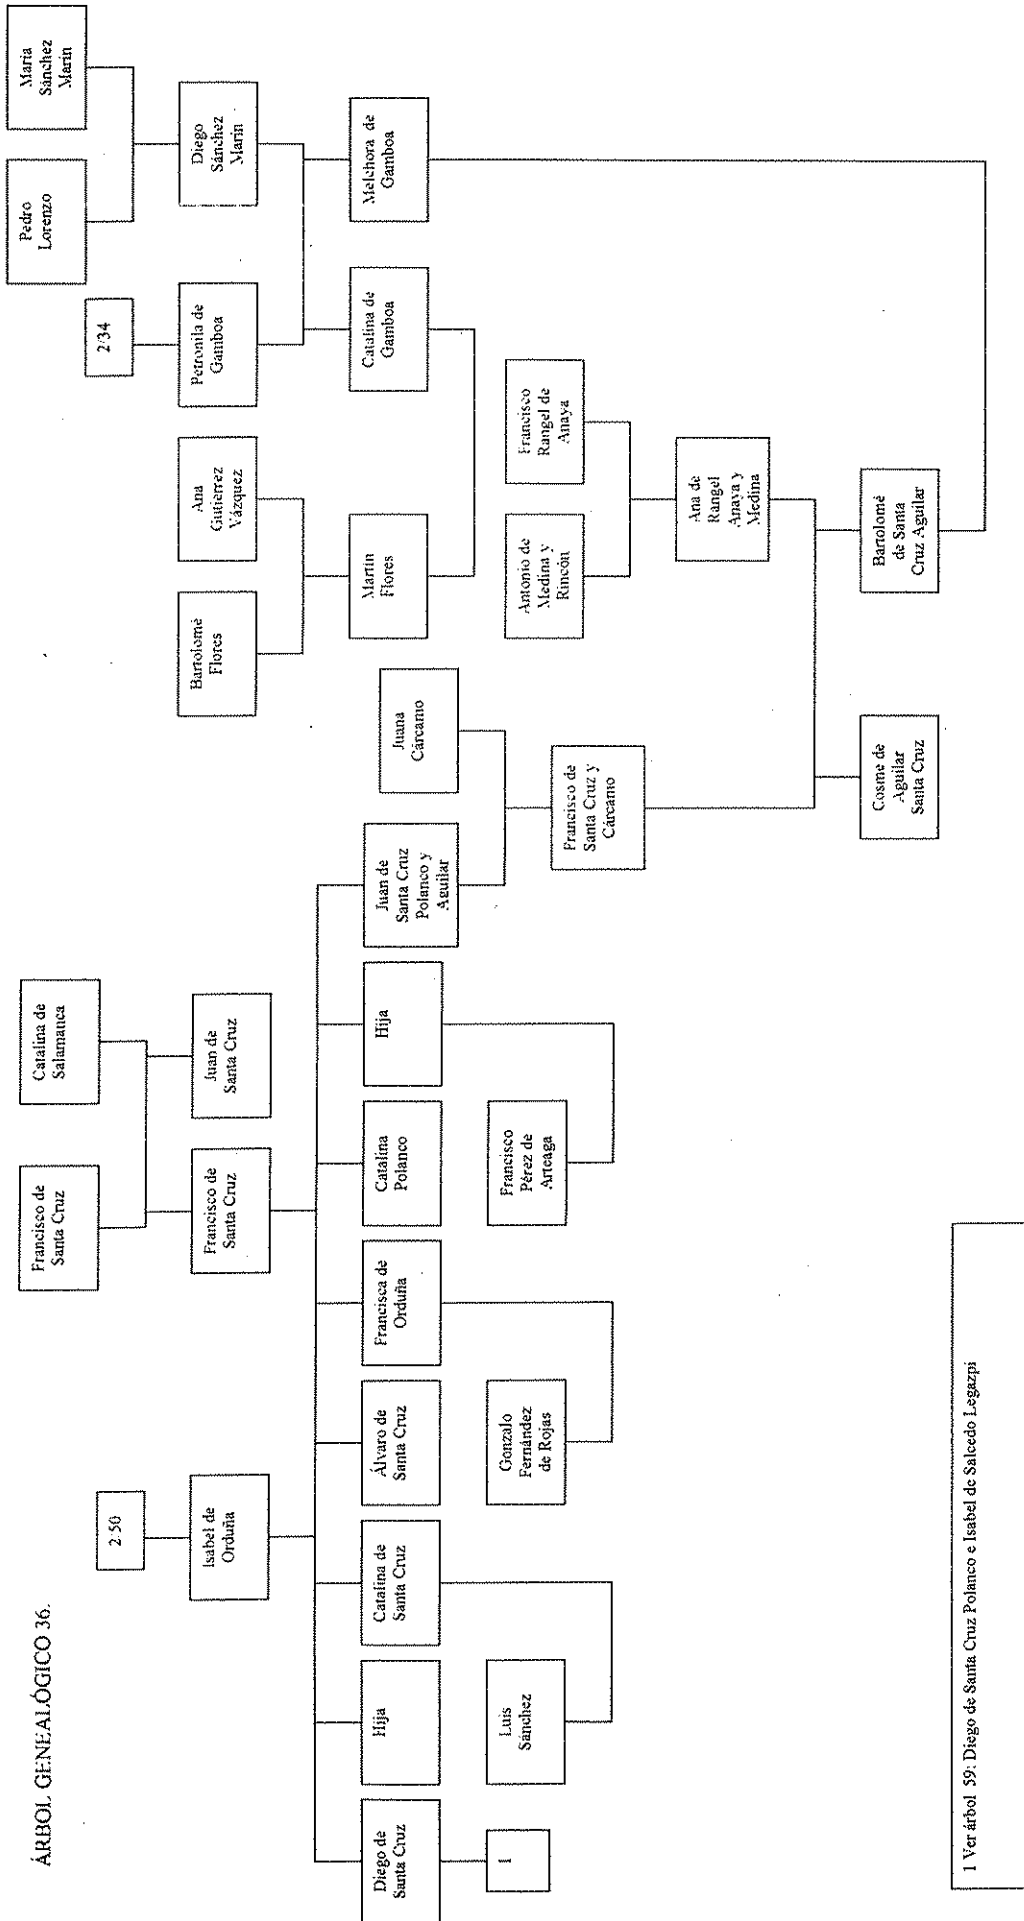 ÁRBOL GENEALÓGICO 36.
2/50
Isabel de
Orduña
Francisco de
Santa Cruz
Catalina de
Salamanca
Francisco de
Santa Cruz
Juan de
Santa Cruz
Diego de
Santa Cruz
1
Hija
Catalina de
Santa Cruz
Luis
Sánchez
Álvaro de
Santa Cruz
Francisca de
Orduña
Gonzalo
Fernández
de Rojas
Catalina
Polanco
Hija
Francisco
Pérez de
Arteaga
Juan de
Santa Cruz
Polanco y
Aguilar
Juana
Cárcamo
Francisco de
Santa Cruz y
Cárcamo
Bartolomé
Flores
Ana
Gutiérrez
Vázquez
2/34
Petronila de
Gamboa
Pedro
Lorenzo
María
Sánchez
Marín
Diego
Sánchez
Marín
Martín
Flores
Catalina de
Gamboa
Melchora de
Gamboa
Antonio de
Medina y
Rincón
Francisco
Rangel de
Anaya
Ana de
Rangel
Anaya y
Medina
Cosme de
Aguilar
Santa Cruz
Bartolomé
de Santa
Cruz Aguilar
1 Ver árbol 59: Diego de Santa Cruz Polanco e Isabel de Salcedo Legazpi